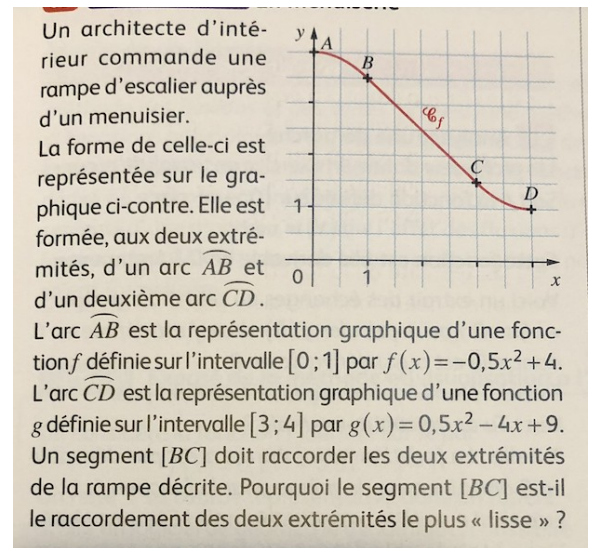 Un architecte d'inté-
rieur commande une
rampe d'escalier auprès
d'un menuisier.
La forme de celle-ci est
représentée sur le gra-
phique ci-contre. Elle est
formée, aux deux extré-
mités, d'un arc AB et
d'un deuxième arc CD.
y
A
B
𝒞f
C
D
1
0
1
x
L'arc AB est la représentation graphique d'une fonc-
tion f définie sur l'intervalle [0 ; 1] par f(x) = −0,5x² + 4.
L'arc CD est la représentation graphique d'une fonction
g définie sur l'intervalle [3 ; 4] par g(x) = 0,5x² − 4x + 9.
Un segment [BC] doit raccorder les deux extrémités
de la rampe décrite. Pourquoi le segment [BC] est-il
le raccordement des deux extrémités le plus « lisse » ?